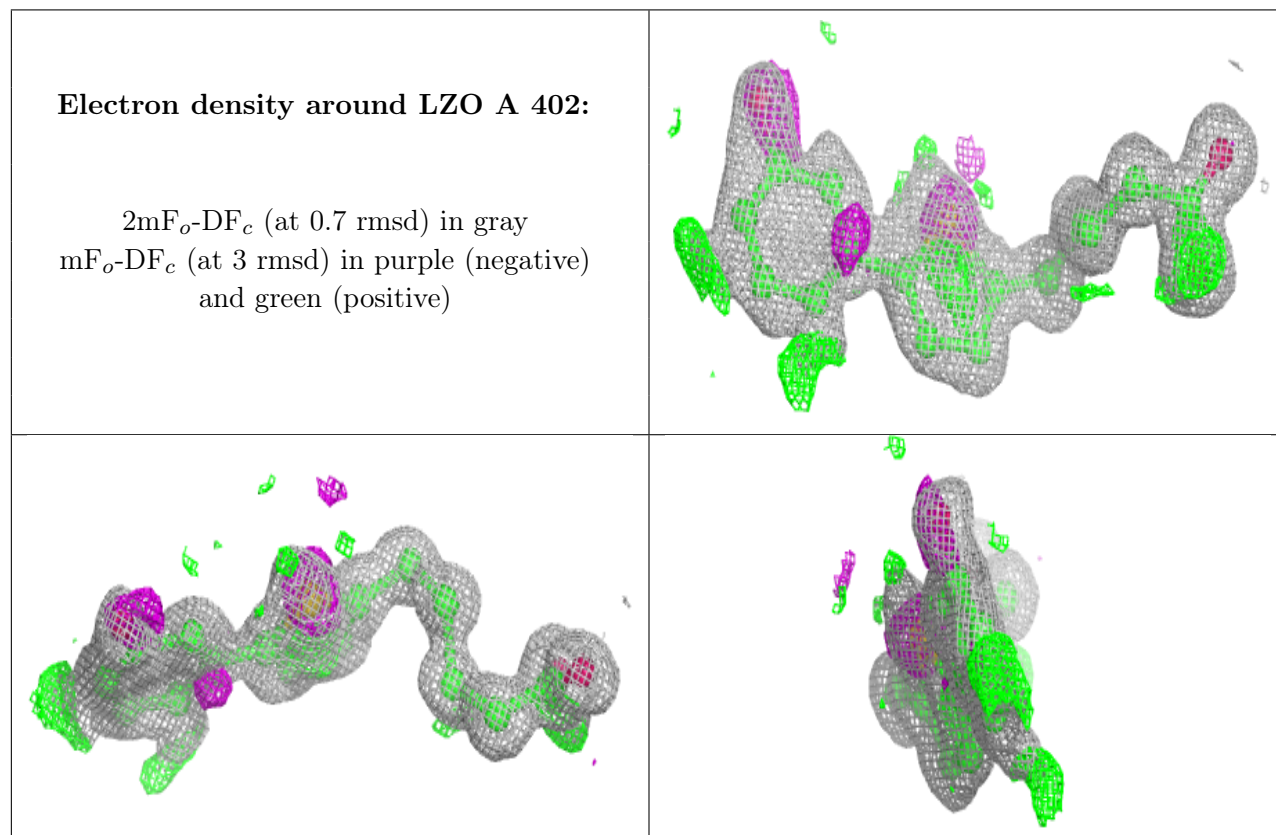 Electron density around LZO A 402:
2mFₒ-DF𝒸 (at 0.7 rmsd) in gray
mFₒ-DF𝒸 (at 3 rmsd) in purple (negative)
and green (positive)